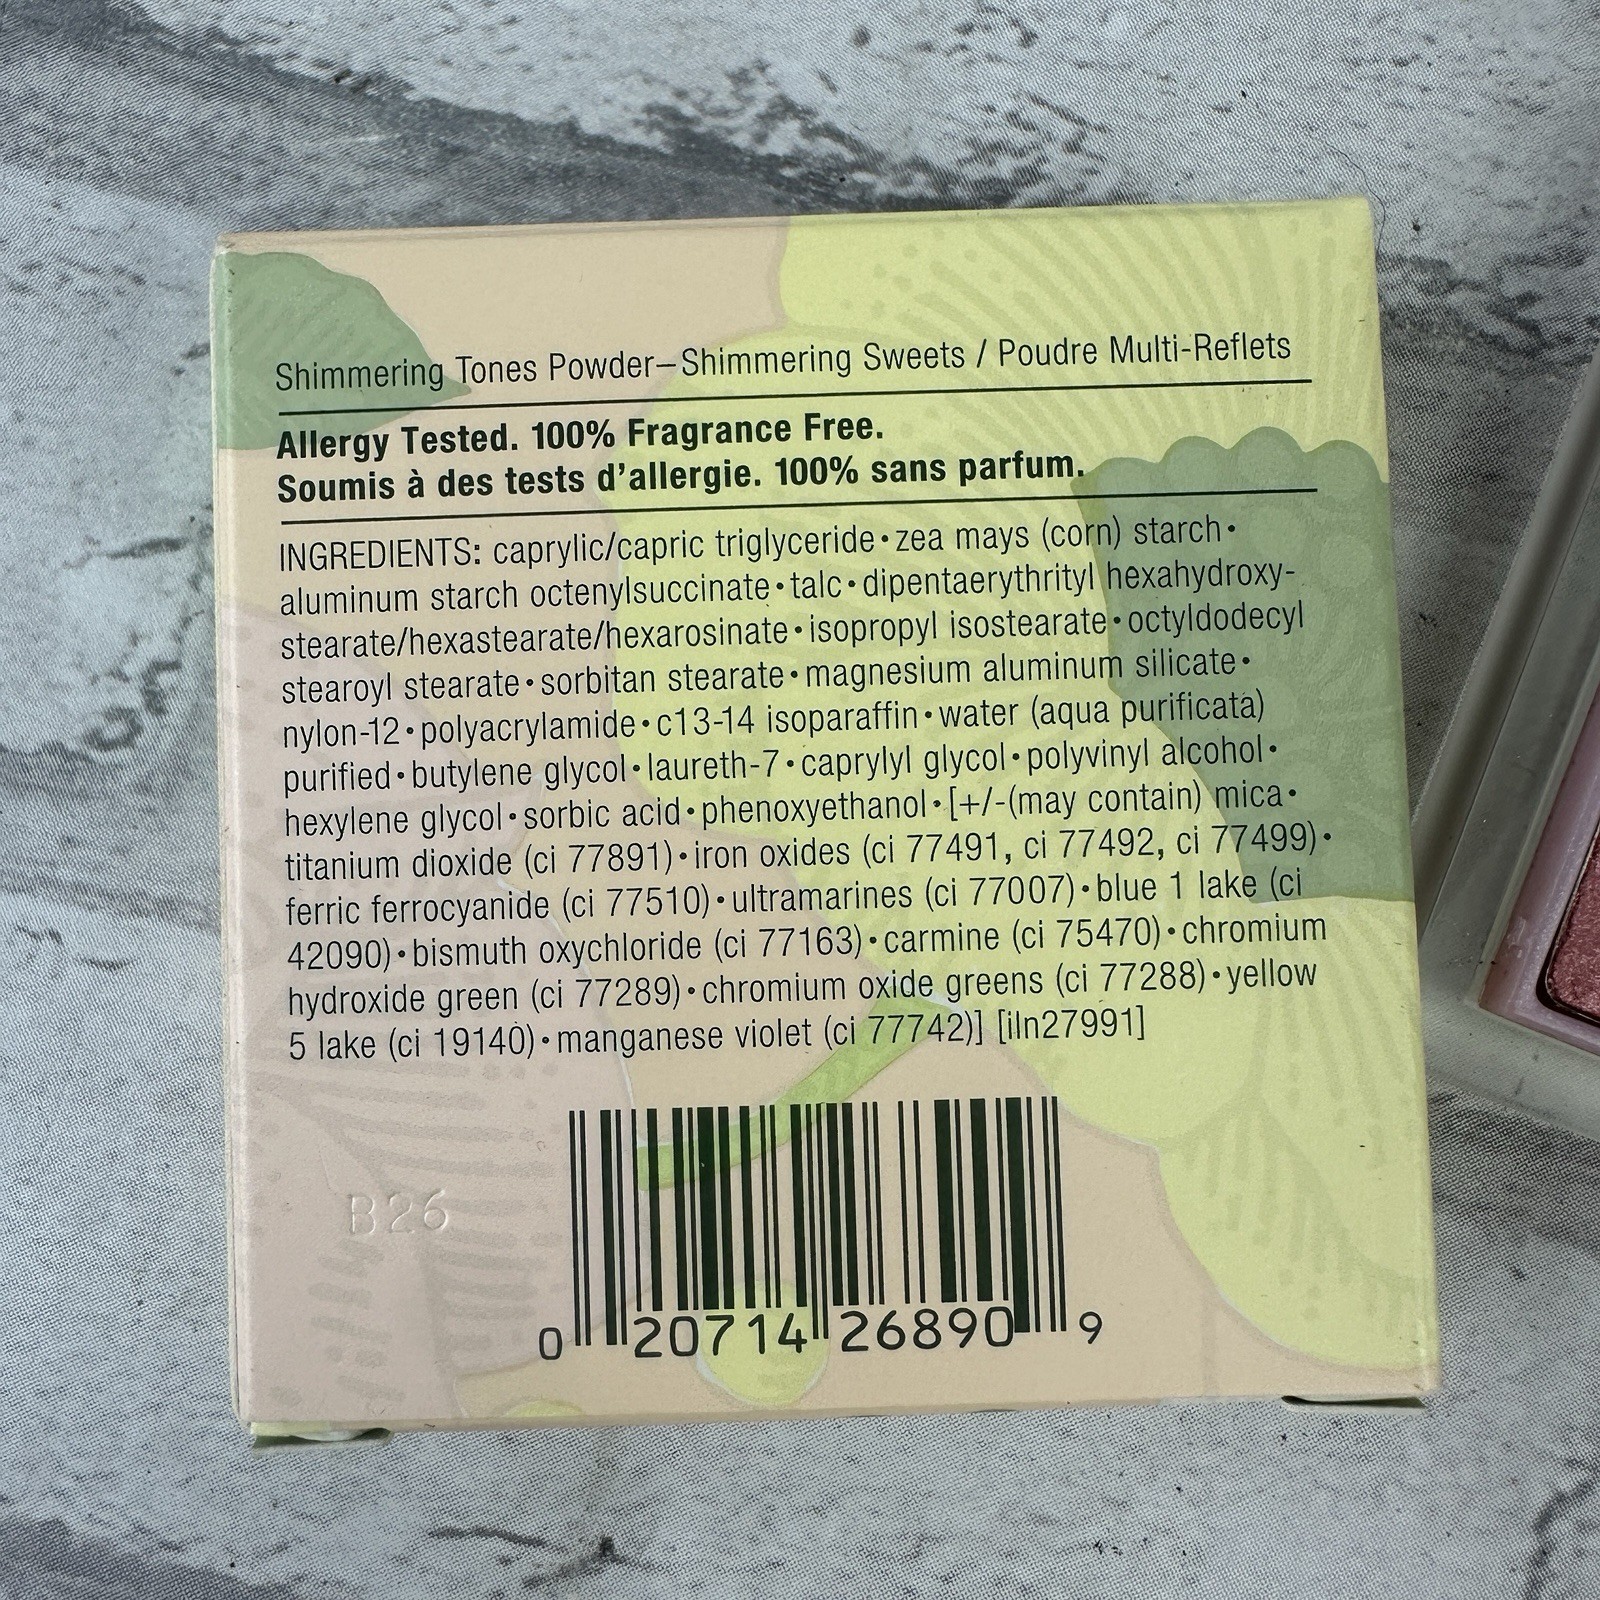 Shimmering Tones Powder–Shimmering Sweets / Poudre Multi-Reflets
Allergy Tested. 100% Fragrance Free.
Soumis à des tests d'allergie. 100% sans parfum.
INGREDIENTS: caprylic/capric triglyceride • zea mays (corn) starch •
aluminum starch octenylsuccinate • talc • dipentaerythrityl hexahydroxy-
stearate/hexastearate/hexarosinate • isopropyl isostearate • octyldodecyl
stearoyl stearate • sorbitan stearate • magnesium aluminum silicate •
nylon-12 • polyacrylamide • c13-14 isoparaffin • water (aqua purificata)
purified • butylene glycol • laureth-7 • caprylyl glycol • polyvinyl alcohol •
hexylene glycol • sorbic acid • phenoxyethanol • [+/-(may contain) mica •
titanium dioxide (ci 77891) • iron oxides (ci 77491, ci 77492, ci 77499) •
ferric ferrocyanide (ci 77510) • ultramarines (ci 77007) • blue 1 lake (ci
42090) • bismuth oxychloride (ci 77163) • carmine (ci 75470) • chromium
hydroxide green (ci 77289) • chromium oxide greens (ci 77288) • yellow
5 lake (ci 19140) • manganese violet (ci 77742)] [iln27991]
B26
0 20714 26890 9